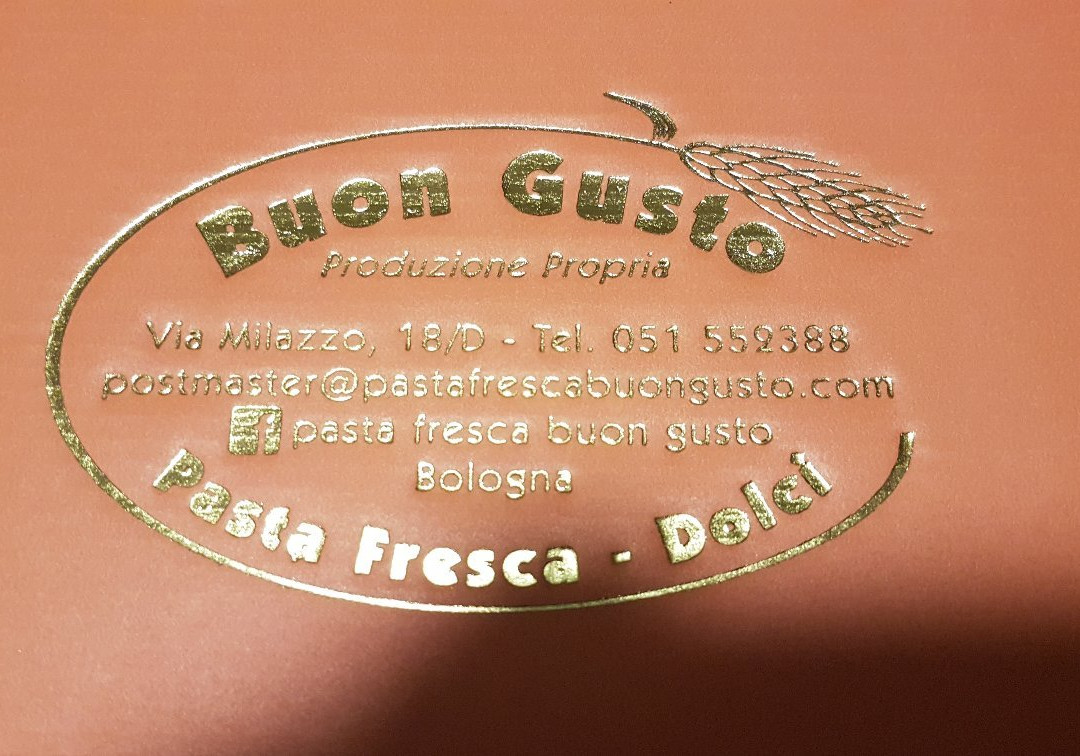 Buon Gusto
Produzione Propria
Via Milazzo, 18/D - Tel. 051 552388
postmaster@pastafrescabuongusto.com
f pasta fresca buon gusto
Bologna
Pasta Fresca - Dolci